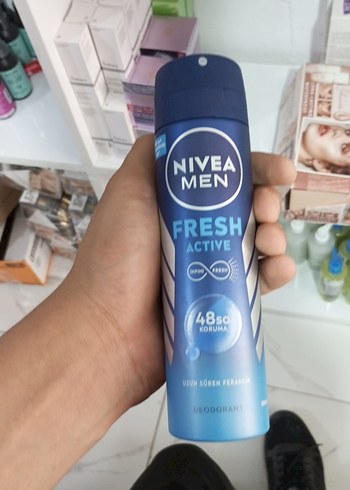 NIVEA
MEN
FRESH
ACTIVE
48sa
KORUMA
UZUN SÜREN FERAHLIK
DEODORANT